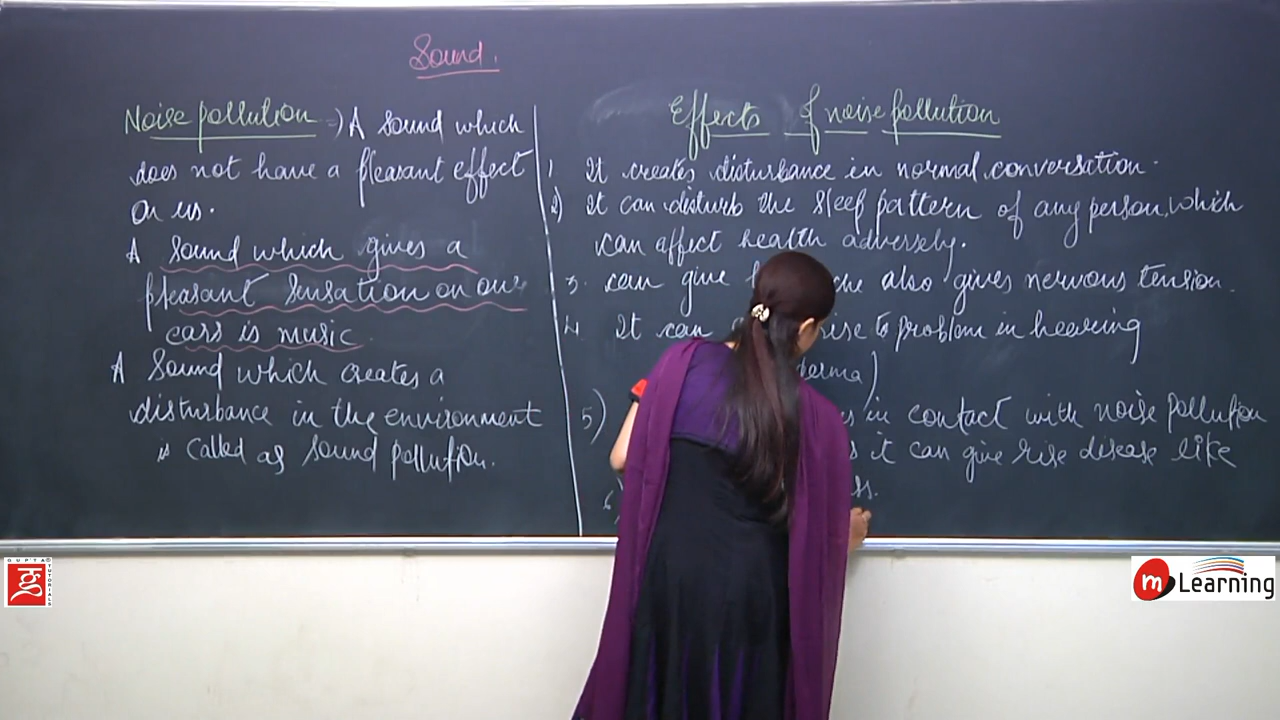 Sound.
Noise pollution :-) A sound which
does not have a pleasant effect
on us.
A sound which gives a
pleasant sensation on our
ears is music
A Sound which creates a
disturbance in the environment
is called as sound pollution.
Effects of noise pollution
1 It creates disturbance in normal conversation.
2) It can disturb the sleep pattern of any person, which
can affect health adversely.
3. can give also gives nervous tension.
4 It can rise to problem in hearing
5) in contact with noise pollution
it can give rise disease like
6
GUPTA TUTORIALS
m Learning